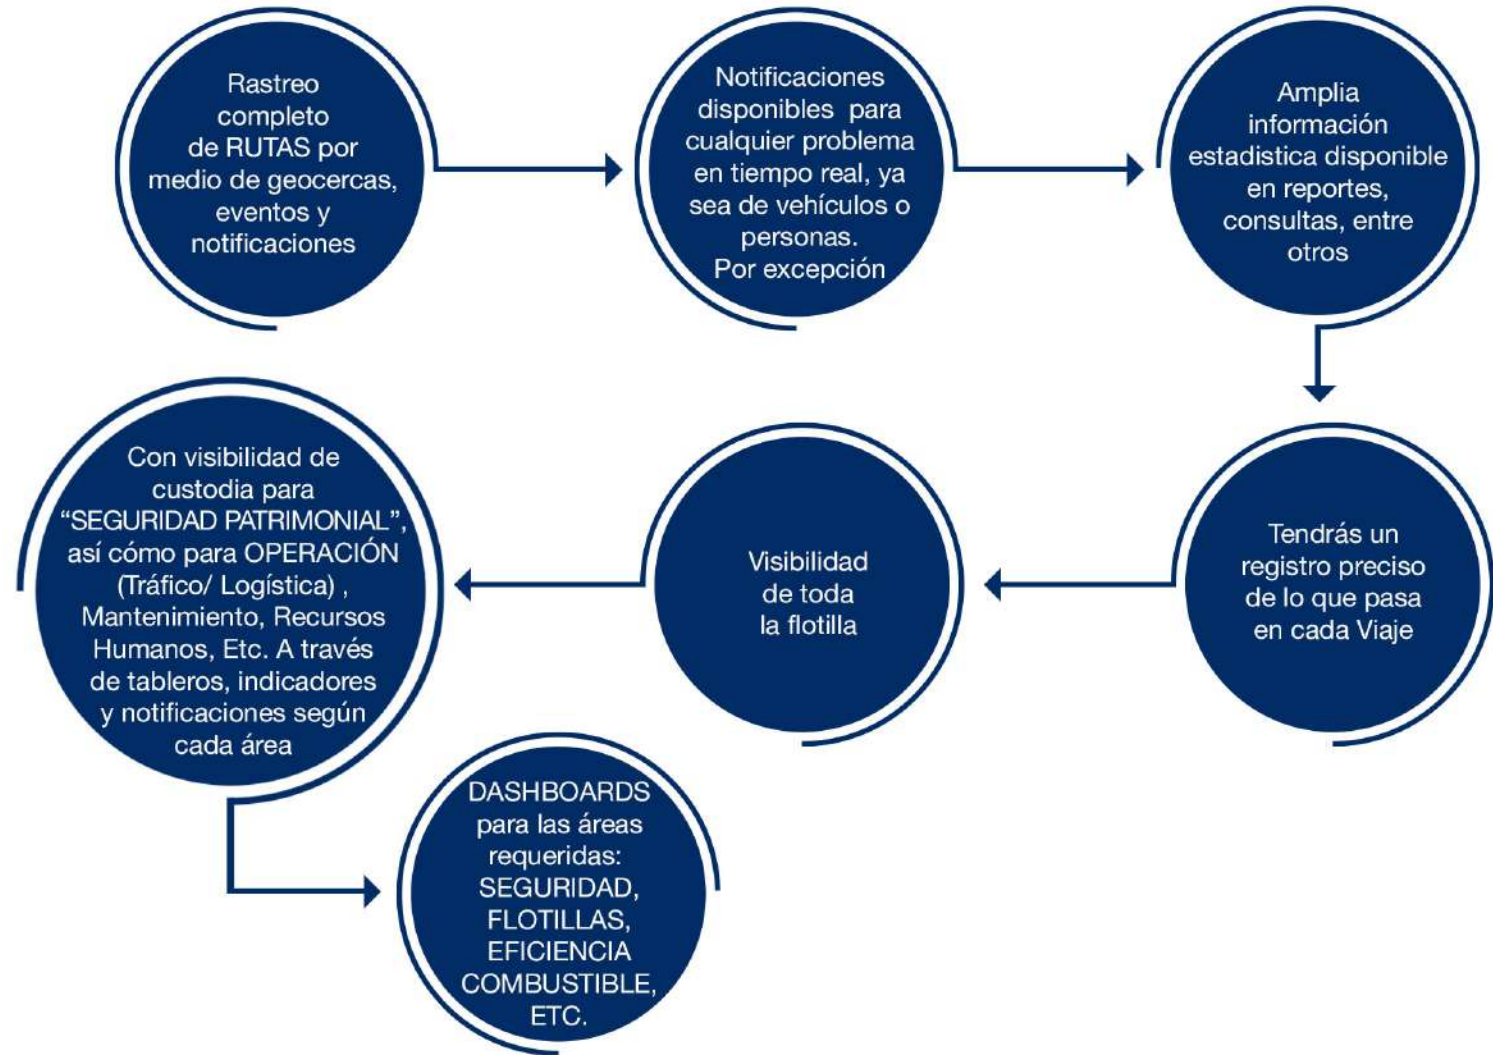 Rastreo
completo
de RUTAS por
medio de geocercas,
eventos y
notificaciones
Notificaciones
disponibles para
cualquier problema
en tiempo real, ya
sea de vehículos o
personas.
Por excepción
Amplia
información
estadistica disponible
en reportes,
consultas, entre
otros
Tendrás un
registro preciso
de lo que pasa
en cada Viaje
Visibilidad
de toda
la flotilla
Con visibilidad de
custodia para
“SEGURIDAD PATRIMONIAL”,
así cómo para OPERACIÓN
(Tráfico/ Logística) ,
Mantenimiento, Recursos
Humanos, Etc. A través
de tableros, indicadores
y notificaciones según
cada área
DASHBOARDS
para las áreas
requeridas:
SEGURIDAD,
FLOTILLAS,
EFICIENCIA
COMBUSTIBLE,
ETC.